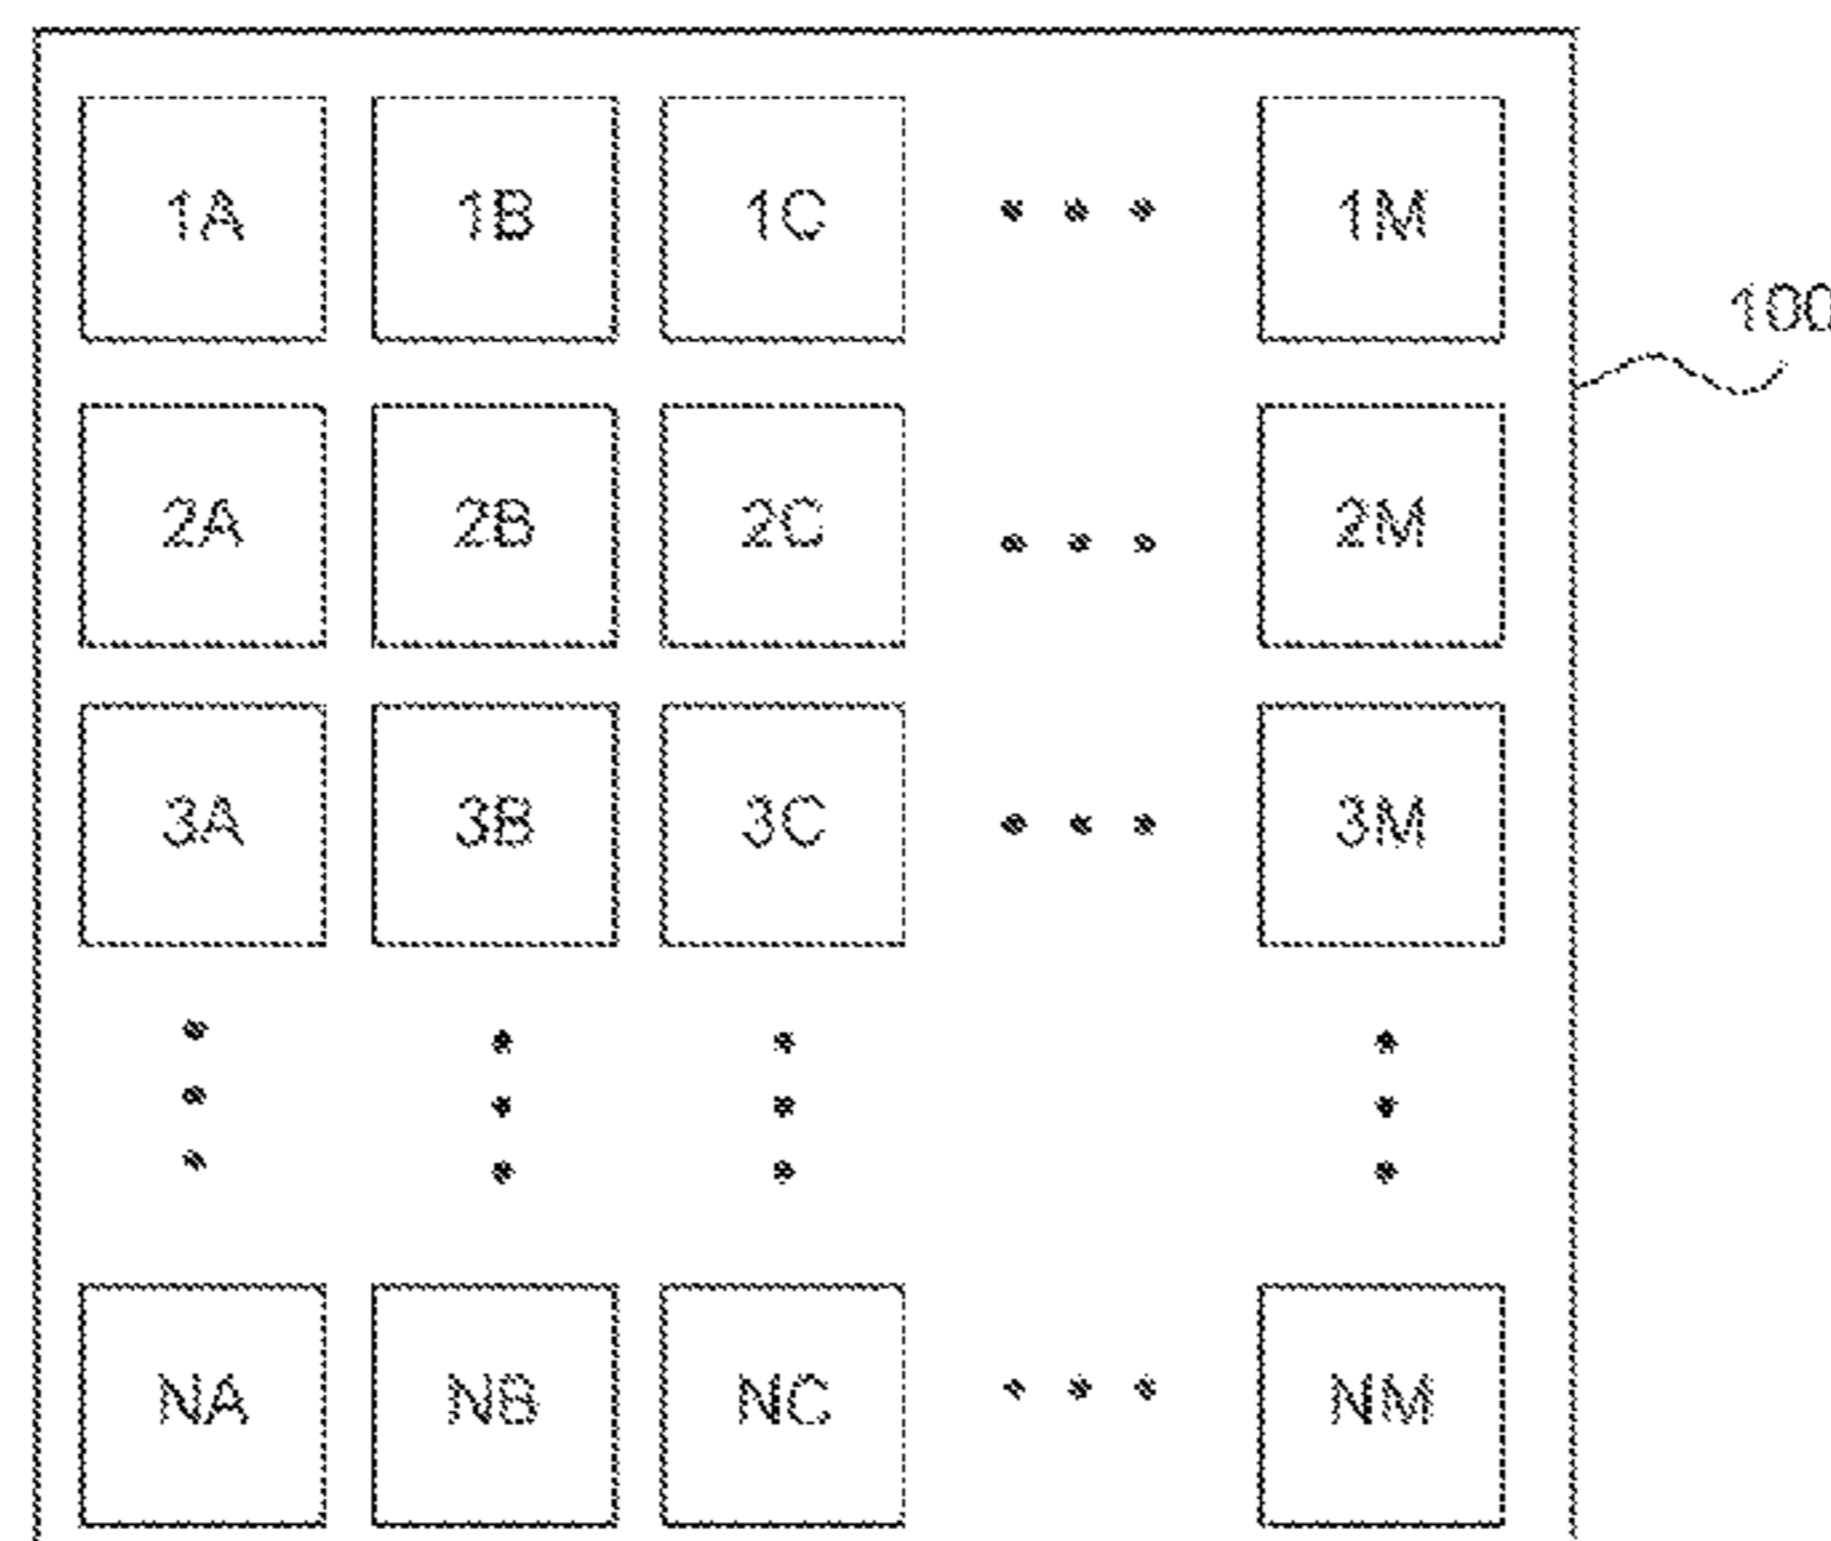 1A 1B 1C • • • 1M
100
2A 2B 2C • • • 2M
3A 3B 3C • • • 3M
NA NB NC • • • NM